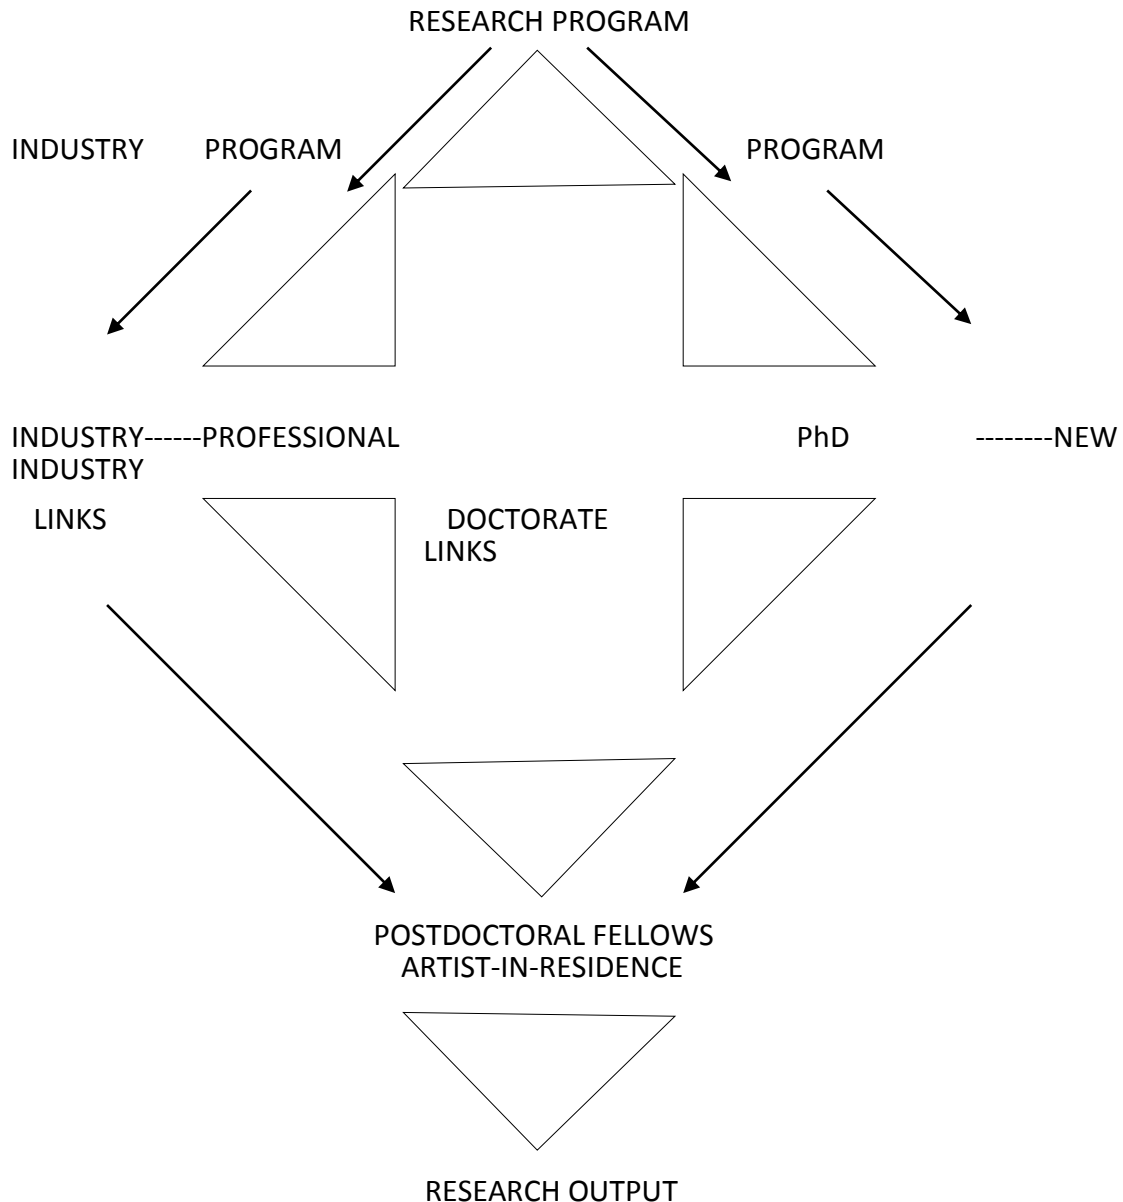 RESEARCH PROGRAM
INDUSTRY PROGRAM PROGRAM
INDUSTRY------PROFESSIONAL PhD --------NEW
INDUSTRY
LINKS DOCTORATE
LINKS
POSTDOCTORAL FELLOWS
ARTIST-IN-RESIDENCE
RESEARCH OUTPUT